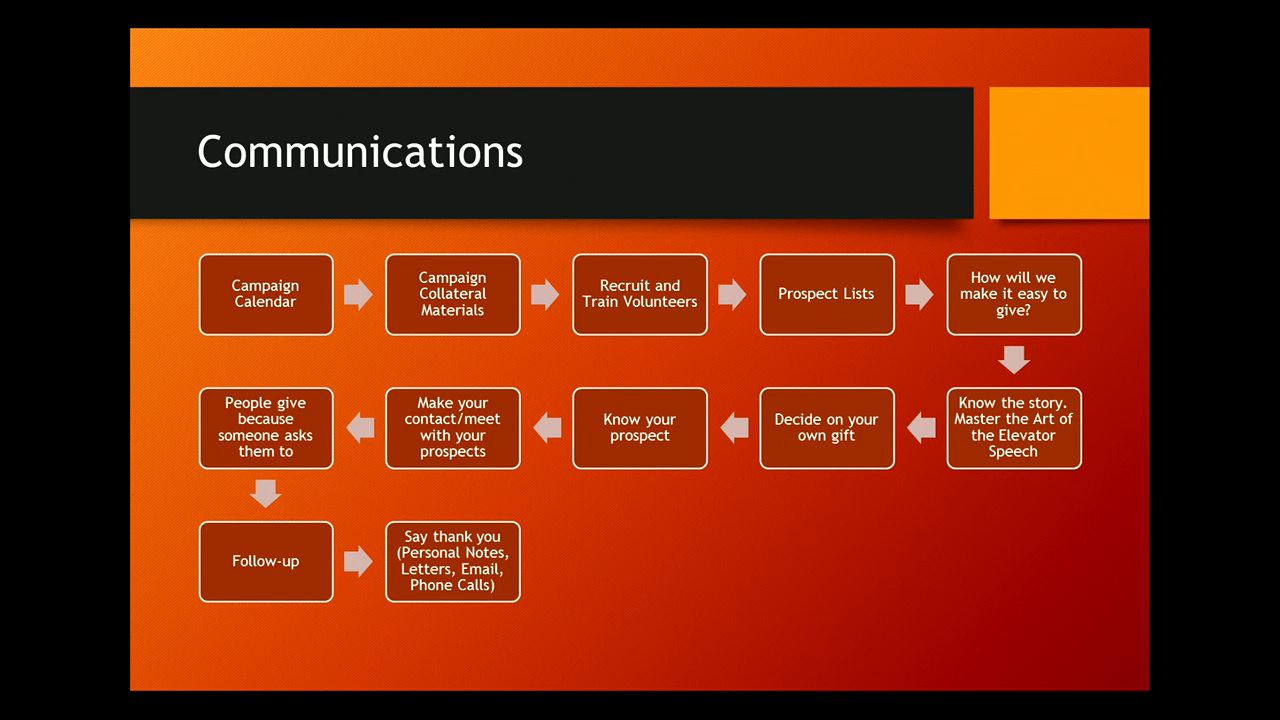 Communications
Campaign
Calendar
Campaign
Collateral
Materials
Recruit and
Train Volunteers
Prospect Lists
How will we
make it easy to
give?
Know the story.
Master the Art of
the Elevator
Speech
Decide on your
own gift
Know your
prospect
Make your
contact/meet
with your
prospects
People give
because
someone asks
them to
Follow-up
Say thank you
(Personal Notes,
Letters, Email,
Phone Calls)